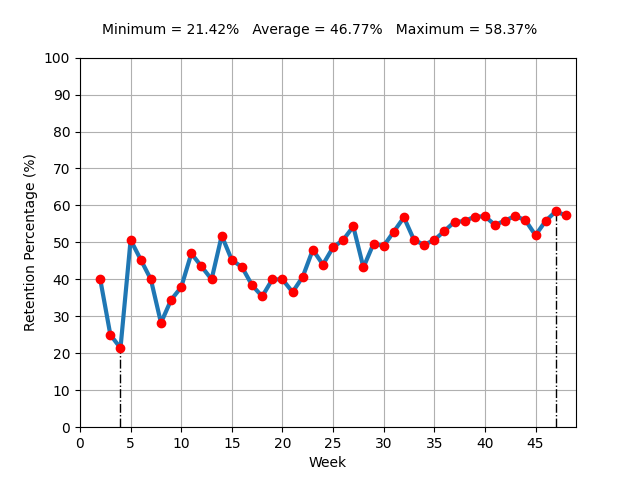 Minimum = 21.42%   Average = 46.77%   Maximum = 58.37%
100
90
80
70
60
50
40
30
20
10
0
Retention Percentage (%)
0 5 10 15 20 25 30 35 40 45
Week